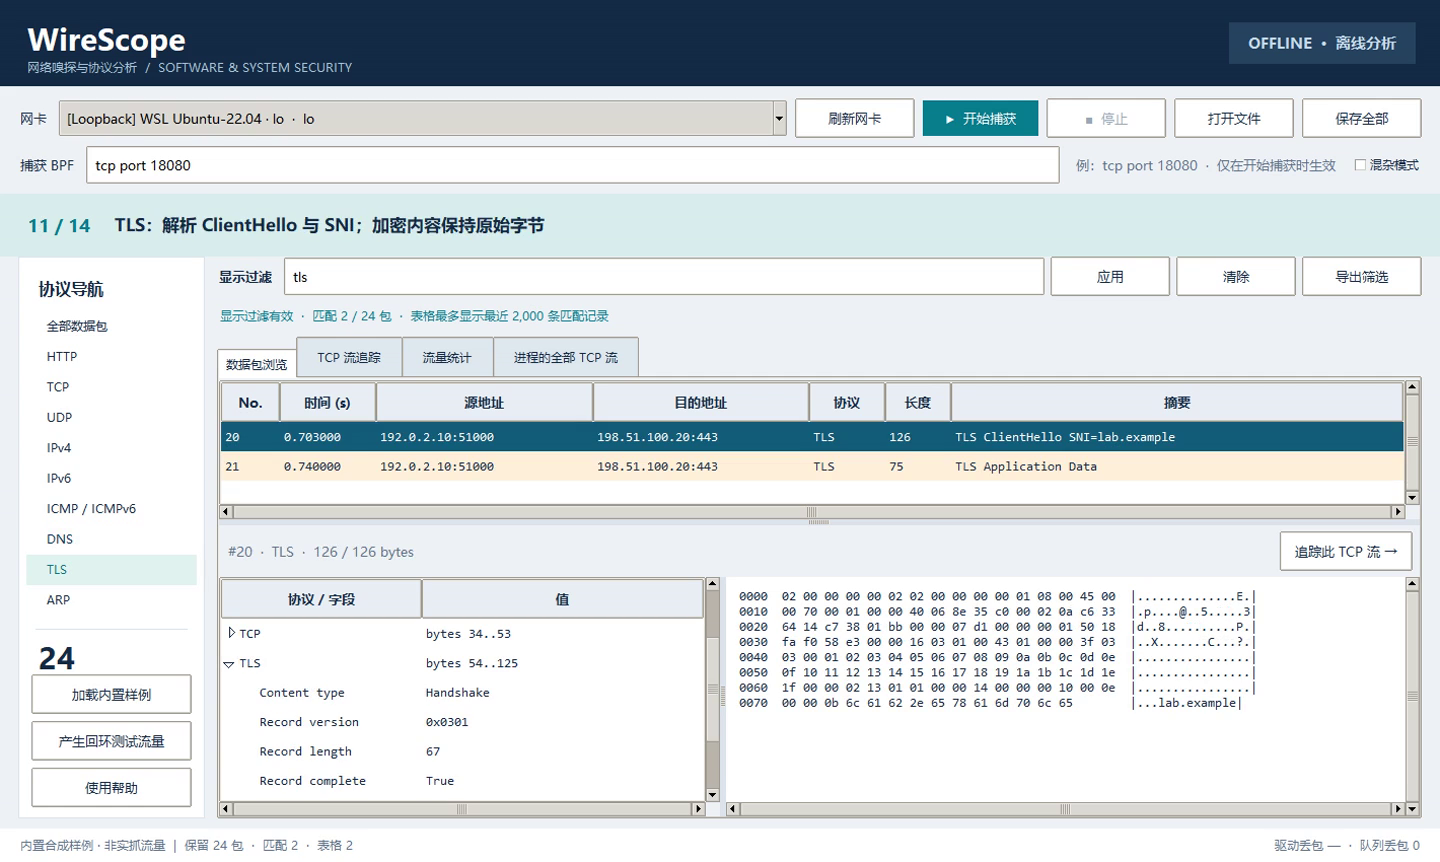 WireScope
网络嗅探与协议分析 / SOFTWARE & SYSTEM SECURITY
OFFLINE • 离线分析
网卡 [Loopback] WSL Ubuntu-22.04 · lo · lo 刷新网卡 ▶ 开始捕获 ■ 停止 打开文件 保存全部
捕获 BPF tcp port 18080 例: tcp port 18080 · 仅在开始捕获时生效 混杂模式
11 / 14 TLS：解析 ClientHello 与 SNI；加密内容保持原始字节
协议导航
全部数据包
HTTP
TCP
UDP
IPv4
IPv6
ICMP / ICMPv6
DNS
TLS
ARP
24
加载内置样例
产生回环测试流量
使用帮助
显示过滤 tls 应用 清除 导出筛选
显示过滤有效 · 匹配 2 / 24 包 · 表格最多显示最近 2,000 条匹配记录
数据包浏览 TCP 流追踪 流量统计 进程的全部 TCP 流
No. 时间 (s) 源地址 目的地址 协议 长度 摘要
20 0.703000 192.0.2.10:51000 198.51.100.20:443 TLS 126 TLS ClientHello SNI=lab.example
21 0.740000 192.0.2.10:51000 198.51.100.20:443 TLS 75 TLS Application Data
#20 · TLS · 126 / 126 bytes 追踪此 TCP 流 →
协议 / 字段 值
TCP bytes 34..53
TLS bytes 54..125
Content type Handshake
Record version 0x0301
Record length 67
Record complete True
0000 02 00 00 00 00 02 02 00 00 00 00 01 08 00 45 00 |..............E.|
0010 00 70 00 01 00 00 40 06 8e 35 c0 00 02 0a c6 33 |.p....@..5.....3|
0020 64 14 c7 38 01 bb 00 00 07 d1 00 00 00 01 50 18 |d..8..........P.|
0030 fa f0 58 e3 00 00 16 03 01 00 43 01 00 00 3f 03 |..X.......C...?.|
0040 03 00 01 02 03 04 05 06 07 08 09 0a 0b 0c 0d 0e |................|
0050 0f 10 11 12 13 14 15 16 17 18 19 1a 1b 1c 1d 1e |................|
0060 1f 00 00 02 13 01 01 00 00 14 00 00 00 10 00 0e |................|
0070 00 00 0b 6c 61 62 2e 65 78 61 6d 70 6c 65 |...lab.example|
内置合成样例 · 非实抓流量 | 保留 24 包 · 匹配 2 · 表格 2
驱动丢包 — · 队列丢包 0